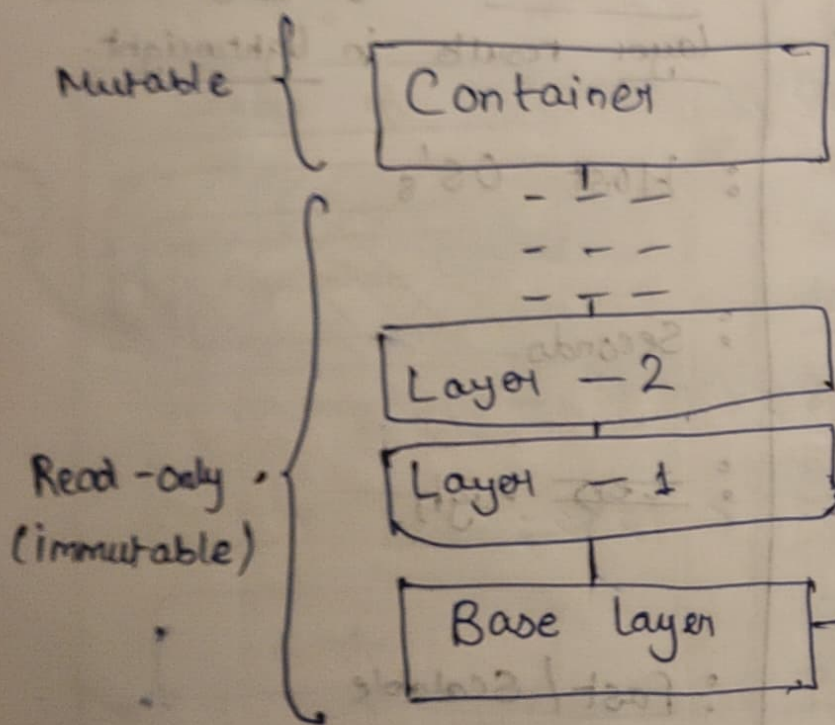 Mutable
Container
Layer - 2
Layer - 1
Read-only
(immutable)
Base layer